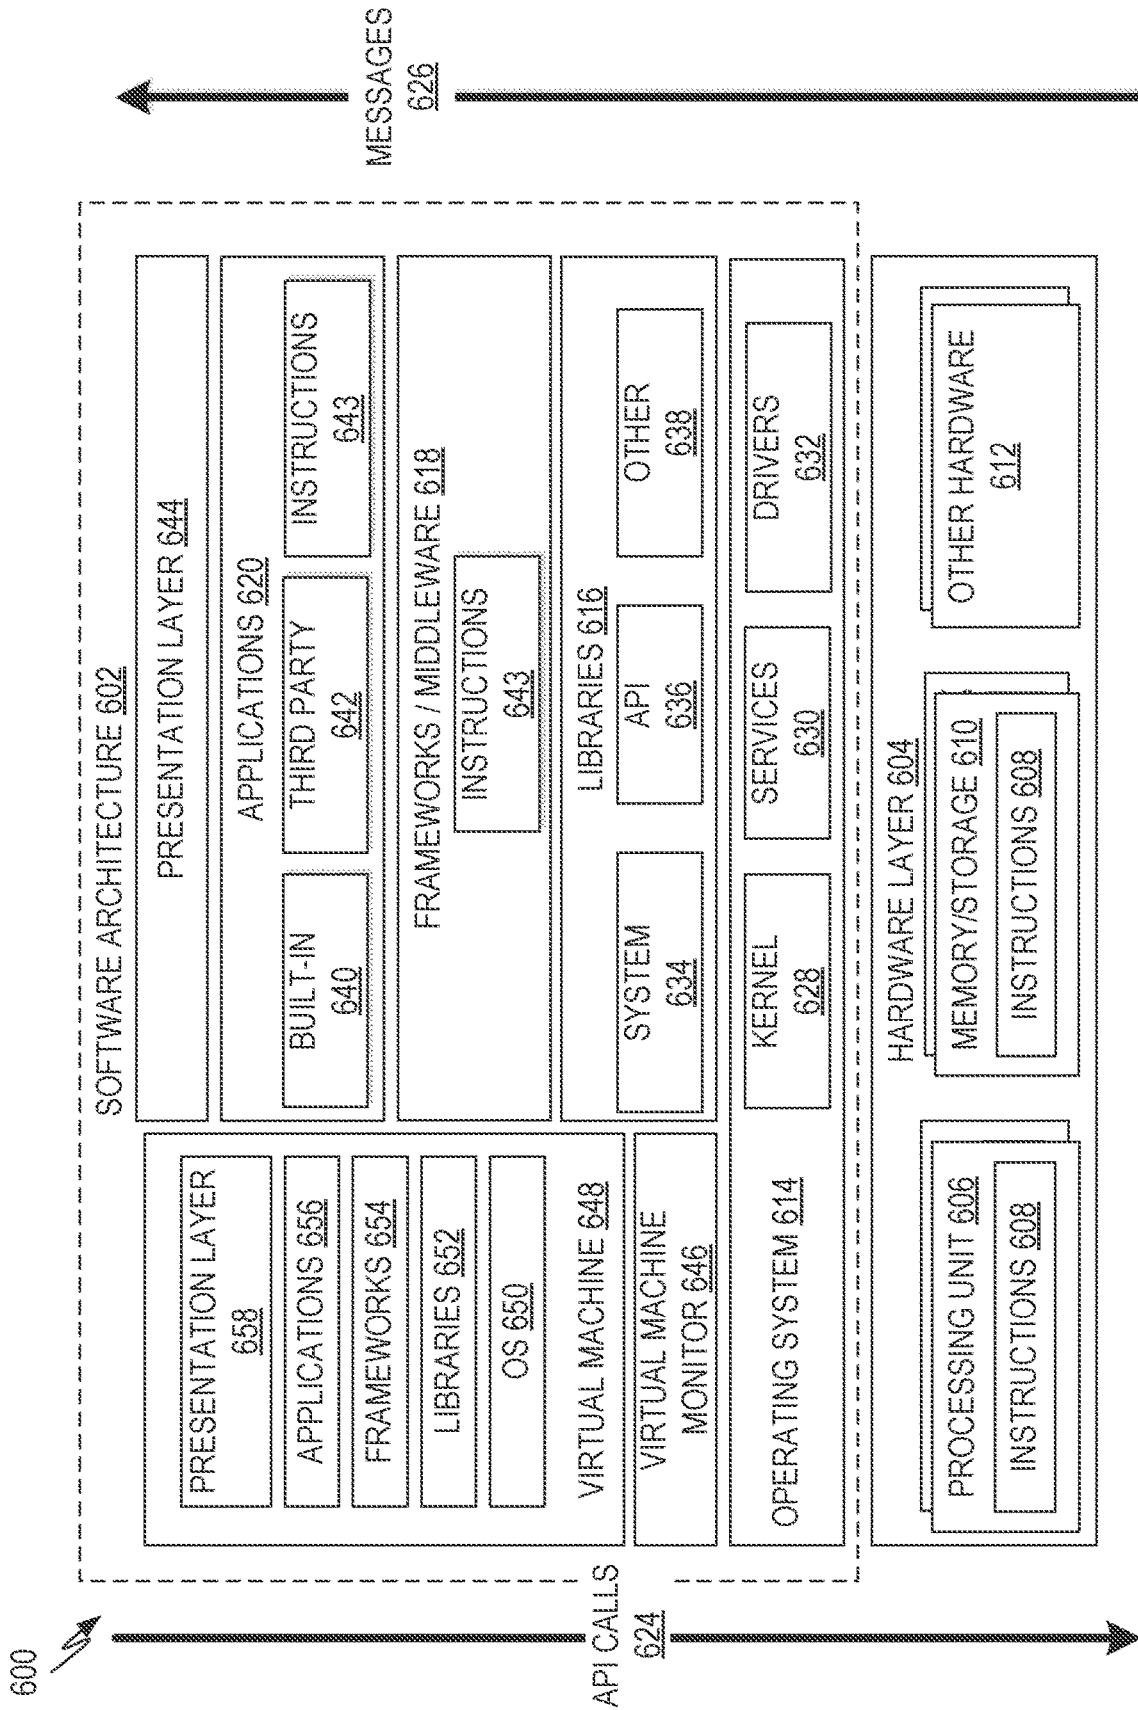 600
SOFTWARE ARCHITECTURE 602
PRESENTATION LAYER
658
APPLICATIONS 656
FRAMEWORKS 654
LIBRARIES 652
OS 650
VIRTUAL MACHINE 648
VIRTUAL MACHINE
MONITOR 646
PRESENTATION LAYER 644
APPLICATIONS 620
BUILT-IN
640
THIRD PARTY
642
INSTRUCTIONS
643
FRAMEWORKS / MIDDLEWARE 618
INSTRUCTIONS
643
LIBRARIES 616
SYSTEM
634
API
636
OTHER
638
OPERATING SYSTEM 614
KERNEL
628
SERVICES
630
DRIVERS
632
HARDWARE LAYER 604
PROCESSING UNIT 606
INSTRUCTIONS 608
MEMORY/STORAGE 610
INSTRUCTIONS 608
OTHER HARDWARE
612
API CALLS
624
MESSAGES
626